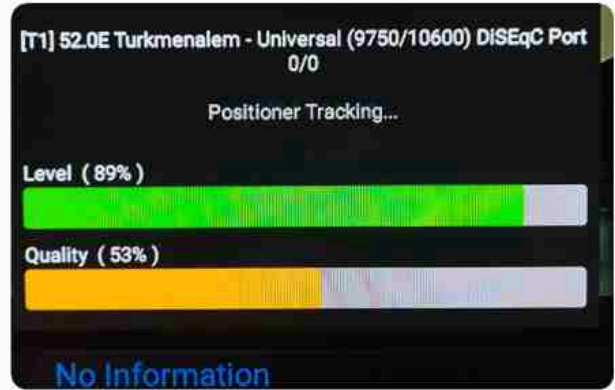 [T1] 52.0E Turkmenalem - Universal (9750/10600) DiSEqC Port
0/0
Positioner Tracking...
Level ( 89% )
Quality ( 53% )
No Information